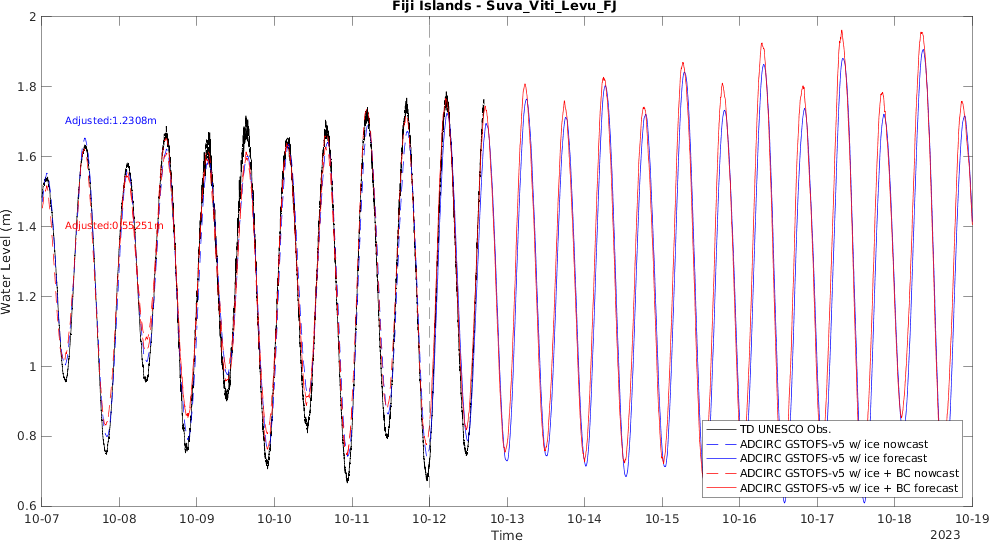 Fiji Islands - Suva_Viti_Levu_FJ
2
1.8
1.6
1.4
1.2
1
0.8
0.6
Water Level (m)
Adjusted:1.2308m
Adjusted:0.55251m
TD UNESCO Obs.
ADCIRC GSTOFS-v5 w/ ice nowcast
ADCIRC GSTOFS-v5 w/ ice forecast
ADCIRC GSTOFS-v5 w/ ice + BC nowcast
ADCIRC GSTOFS-v5 w/ ice + BC forecast
10-07 10-08 10-09 10-10 10-11 10-12 10-13 10-14 10-15 10-16 10-17 10-18 10-19
Time
2023